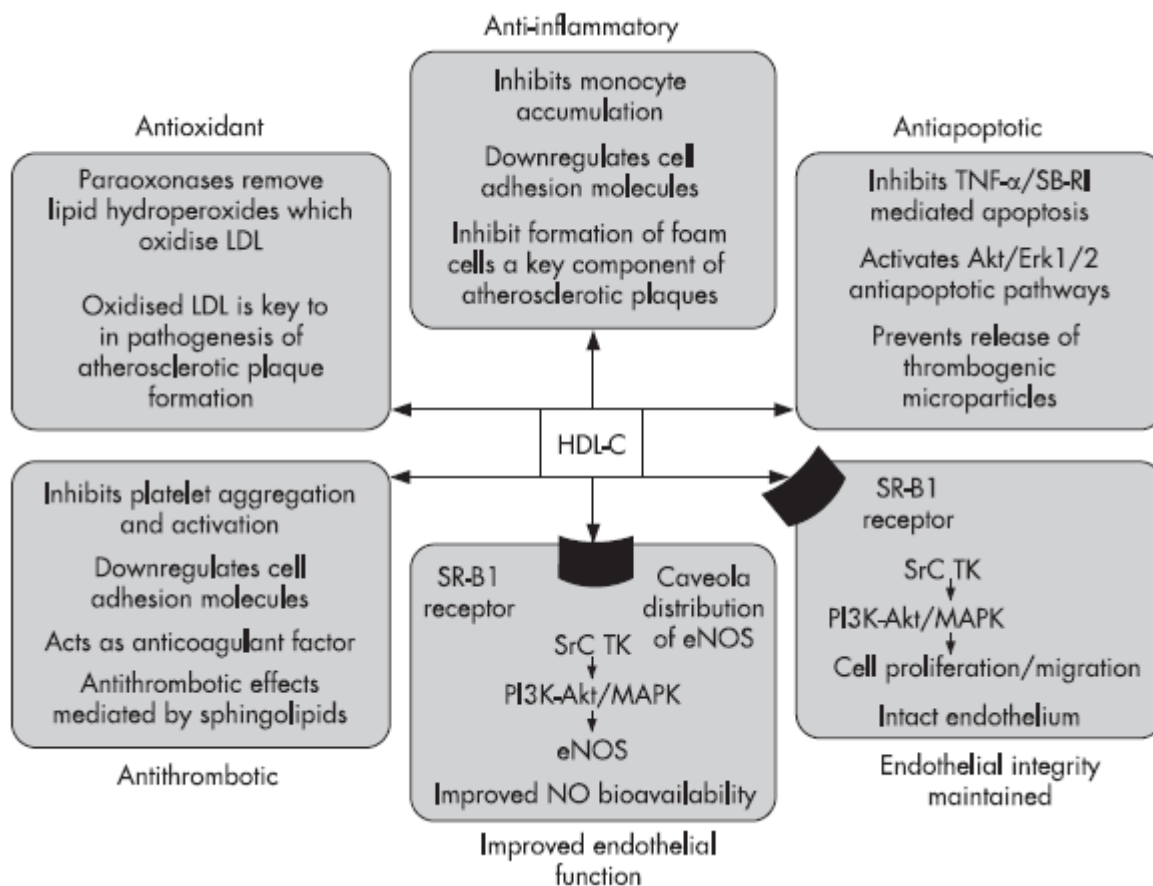 Anti-inflammatory
Inhibits monocyte
accumulation
Downregulates cell
adhesion molecules
Inhibit formation of foam
cells a key component of
atherosclerotic plaques
Antioxidant
Paraoxonases remove
lipid hydroperoxides which
oxidise LDL
Oxidised LDL is key to
in pathogenesis of
atherosclerotic plaque
formation
Antiapoptotic
Inhibits TNF-α/SB-RI
mediated apoptosis
Activates Akt/Erk1/2
antiapoptotic pathways
Prevents release of
thrombogenic
microparticles
HDL-C
Inhibits platelet aggregation
and activation
Downregulates cell
adhesion molecules
Acts as anticoagulant factor
Antithrombotic effects
mediated by sphingolipids
Antithrombotic
SR-B1
receptor
Caveola
distribution
of eNOS
SrC TK
PI3K-Akt/MAPK
eNOS
Improved NO bioavailability
Improved endothelial
function
SR-B1
receptor
SrC TK
PI3K-Akt/MAPK
Cell proliferation/migration
Intact endothelium
Endothelial integrity
maintained